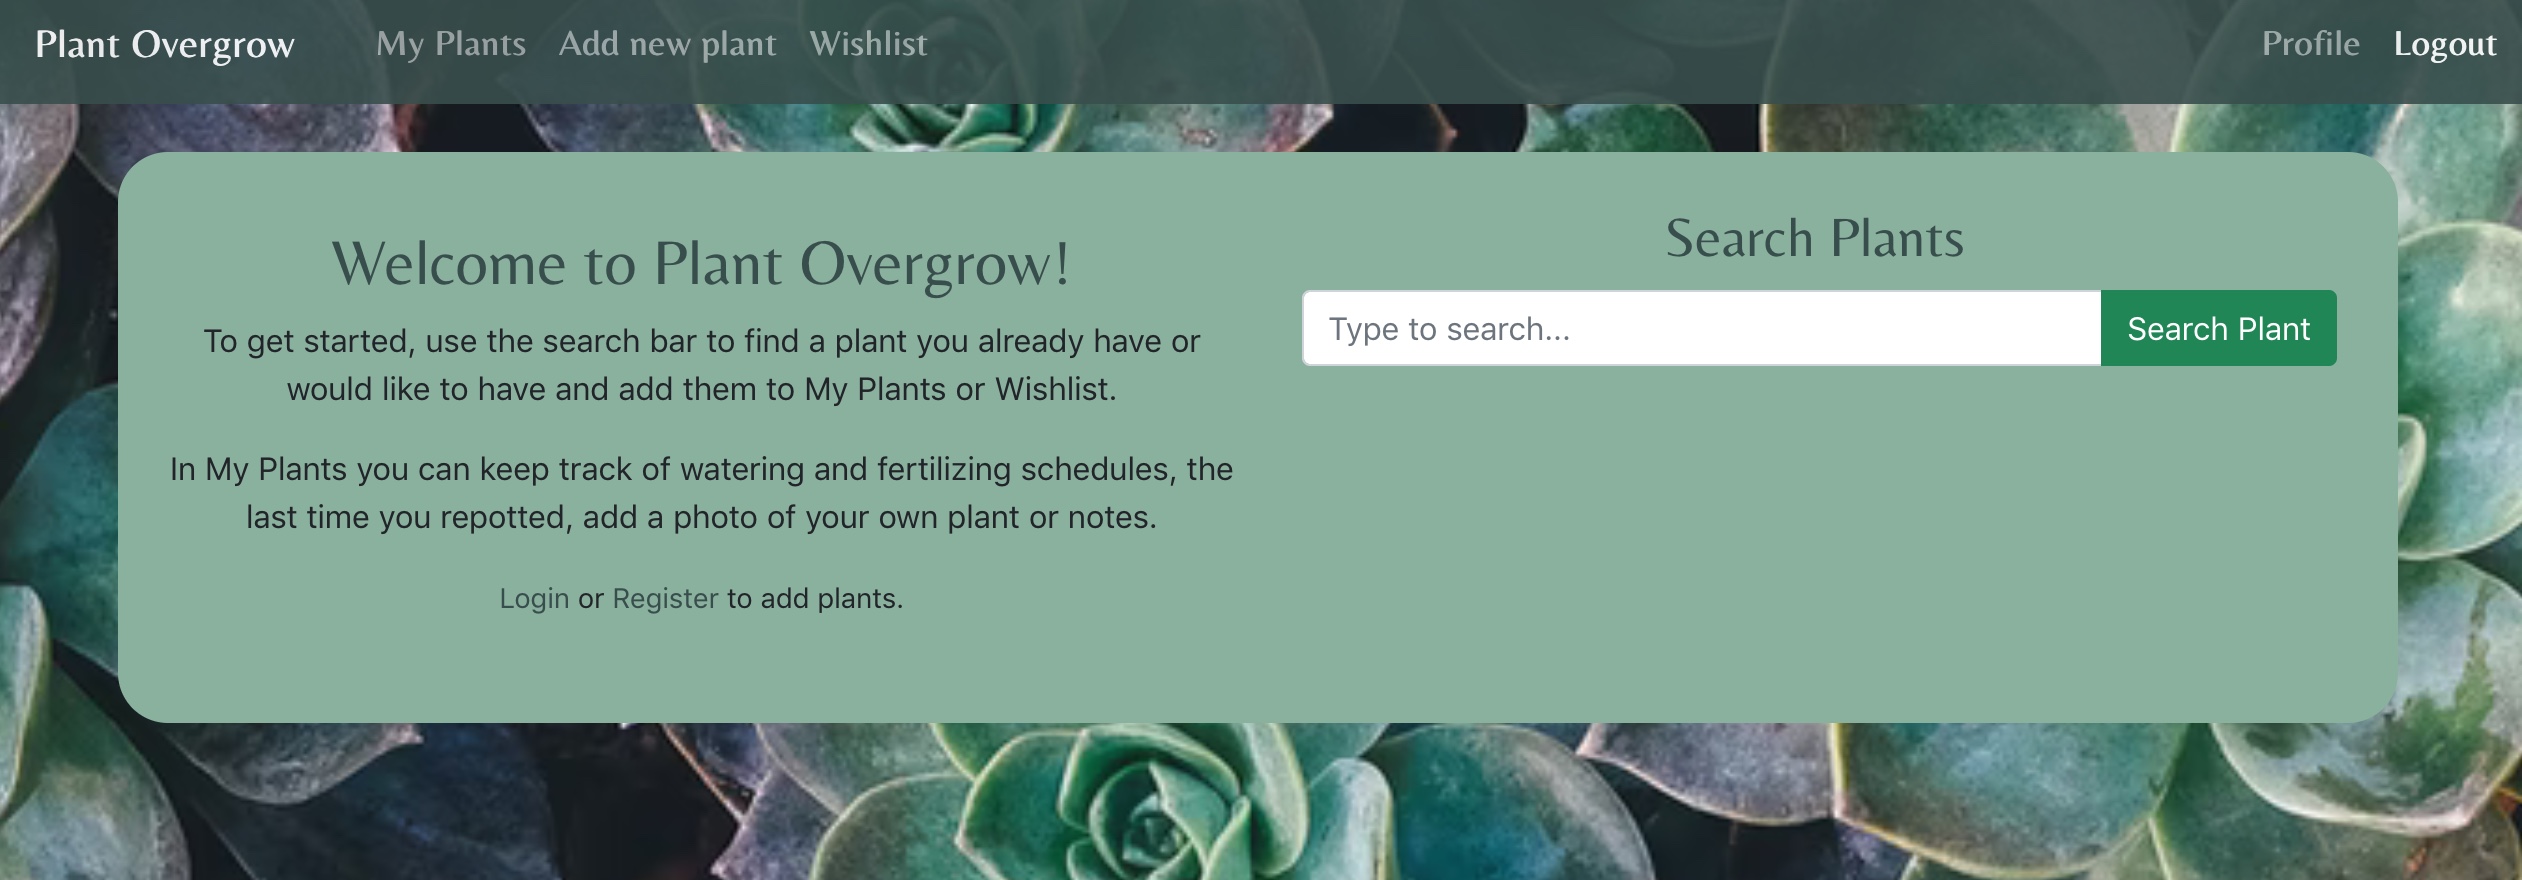 Plant Overgrow My Plants Add new plant Wishlist Profile Logout
Welcome to Plant Overgrow!
To get started, use the search bar to find a plant you already have or
would like to have and add them to My Plants or Wishlist.
In My Plants you can keep track of watering and fertilizing schedules, the
last time you repotted, add a photo of your own plant or notes.
Login or Register to add plants.
Search Plants
Type to search...
Search Plant